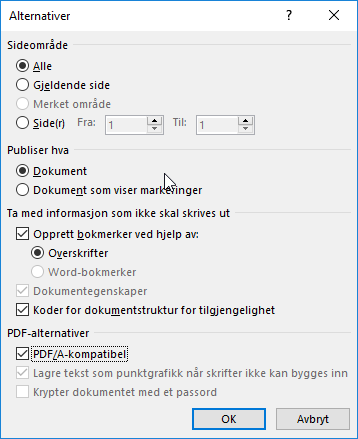 Alternativer
Sideområde
Alle
Gjeldende side
Merket område
Side(r) Fra: 1 Til: 1
Publiser hva
Dokument
Dokument som viser markeringer
Ta med informasjon som ikke skal skrives ut
Opprett bokmerker ved hjelp av:
Overskrifter
Word-bokmerker
Dokumentegenskaper
Koder for dokumentstruktur for tilgjengelighet
PDF-alternativer
PDF/A-kompatibel
Lagre tekst som punktgrafikk når skrifter ikke kan bygges inn
Krypter dokumentet med et passord
OK Avbryt